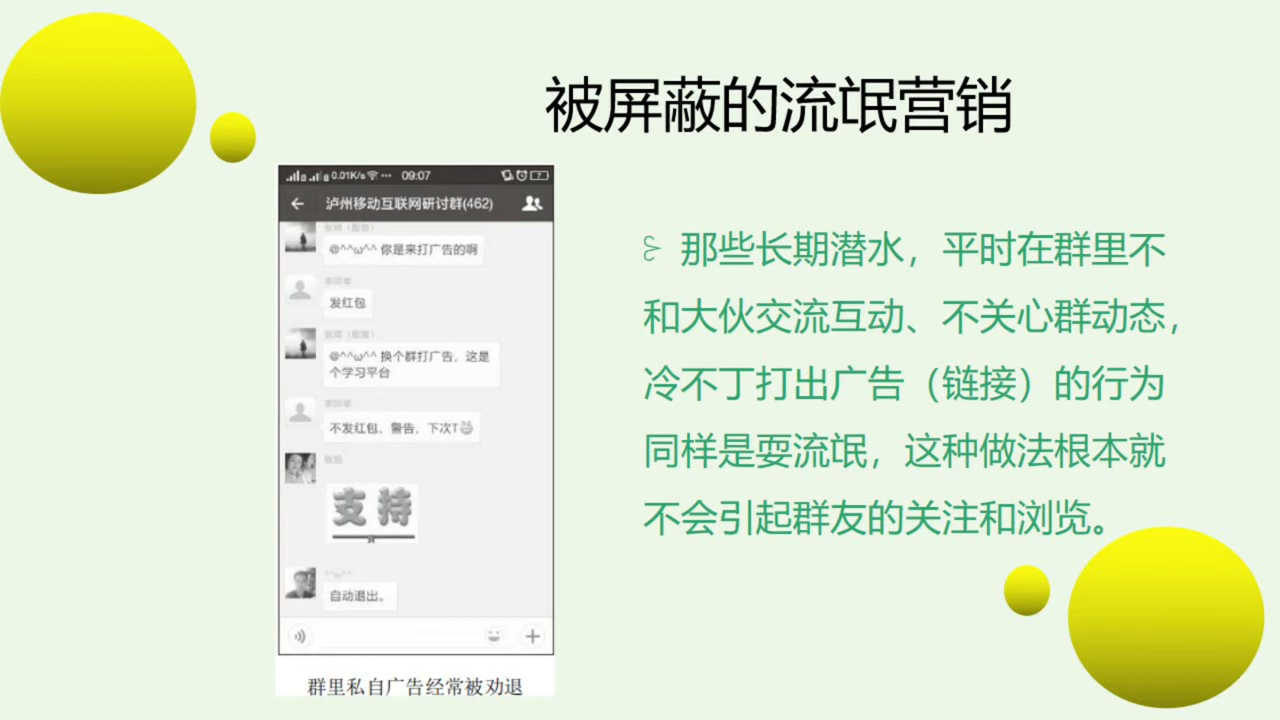 被屏蔽的流氓营销
0.01K/s 09:07
泸州移动互联网研讨群(462)
@^^ω^^ 你是来打广告的啊
发红包
@^^ω^^ 换个群打广告，这是
个学习平台
不发红包，警告，下次T
支持
^^ω^^
自动退出。
群里私自广告经常被劝退
那些长期潜水，平时在群里不
和大伙交流互动、不关心群动态，
冷不丁打出广告（链接）的行为
同样是耍流氓，这种做法根本就
不会引起群友的关注和浏览。